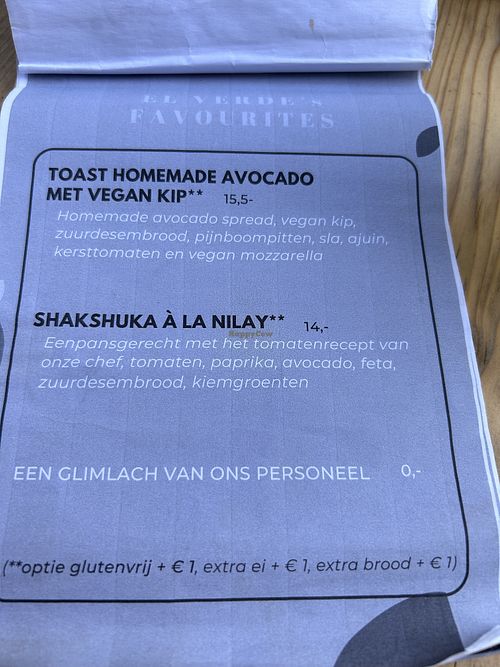 EL VERDE's
FAVOURITES
TOAST HOMEMADE AVOCADO
MET VEGAN KIP** 15,5-
Homemade avocado spread, vegan kip,
zuurdesembrood, pijnboompitten, sla, ajuin,
kersttomaten en vegan mozzarella
SHAKSHUKA À LA NILAY** 14,-
HappyCow
Eenpansgerecht met het tomatenrecept van
onze chef, tomaten, paprika, avocado, feta,
zuurdesembrood, kiemgroenten
EEN GLIMLACH VAN ONS PERSONEEL 0,-
(**optie glutenvrij + € 1, extra ei + € 1, extra brood + € 1)